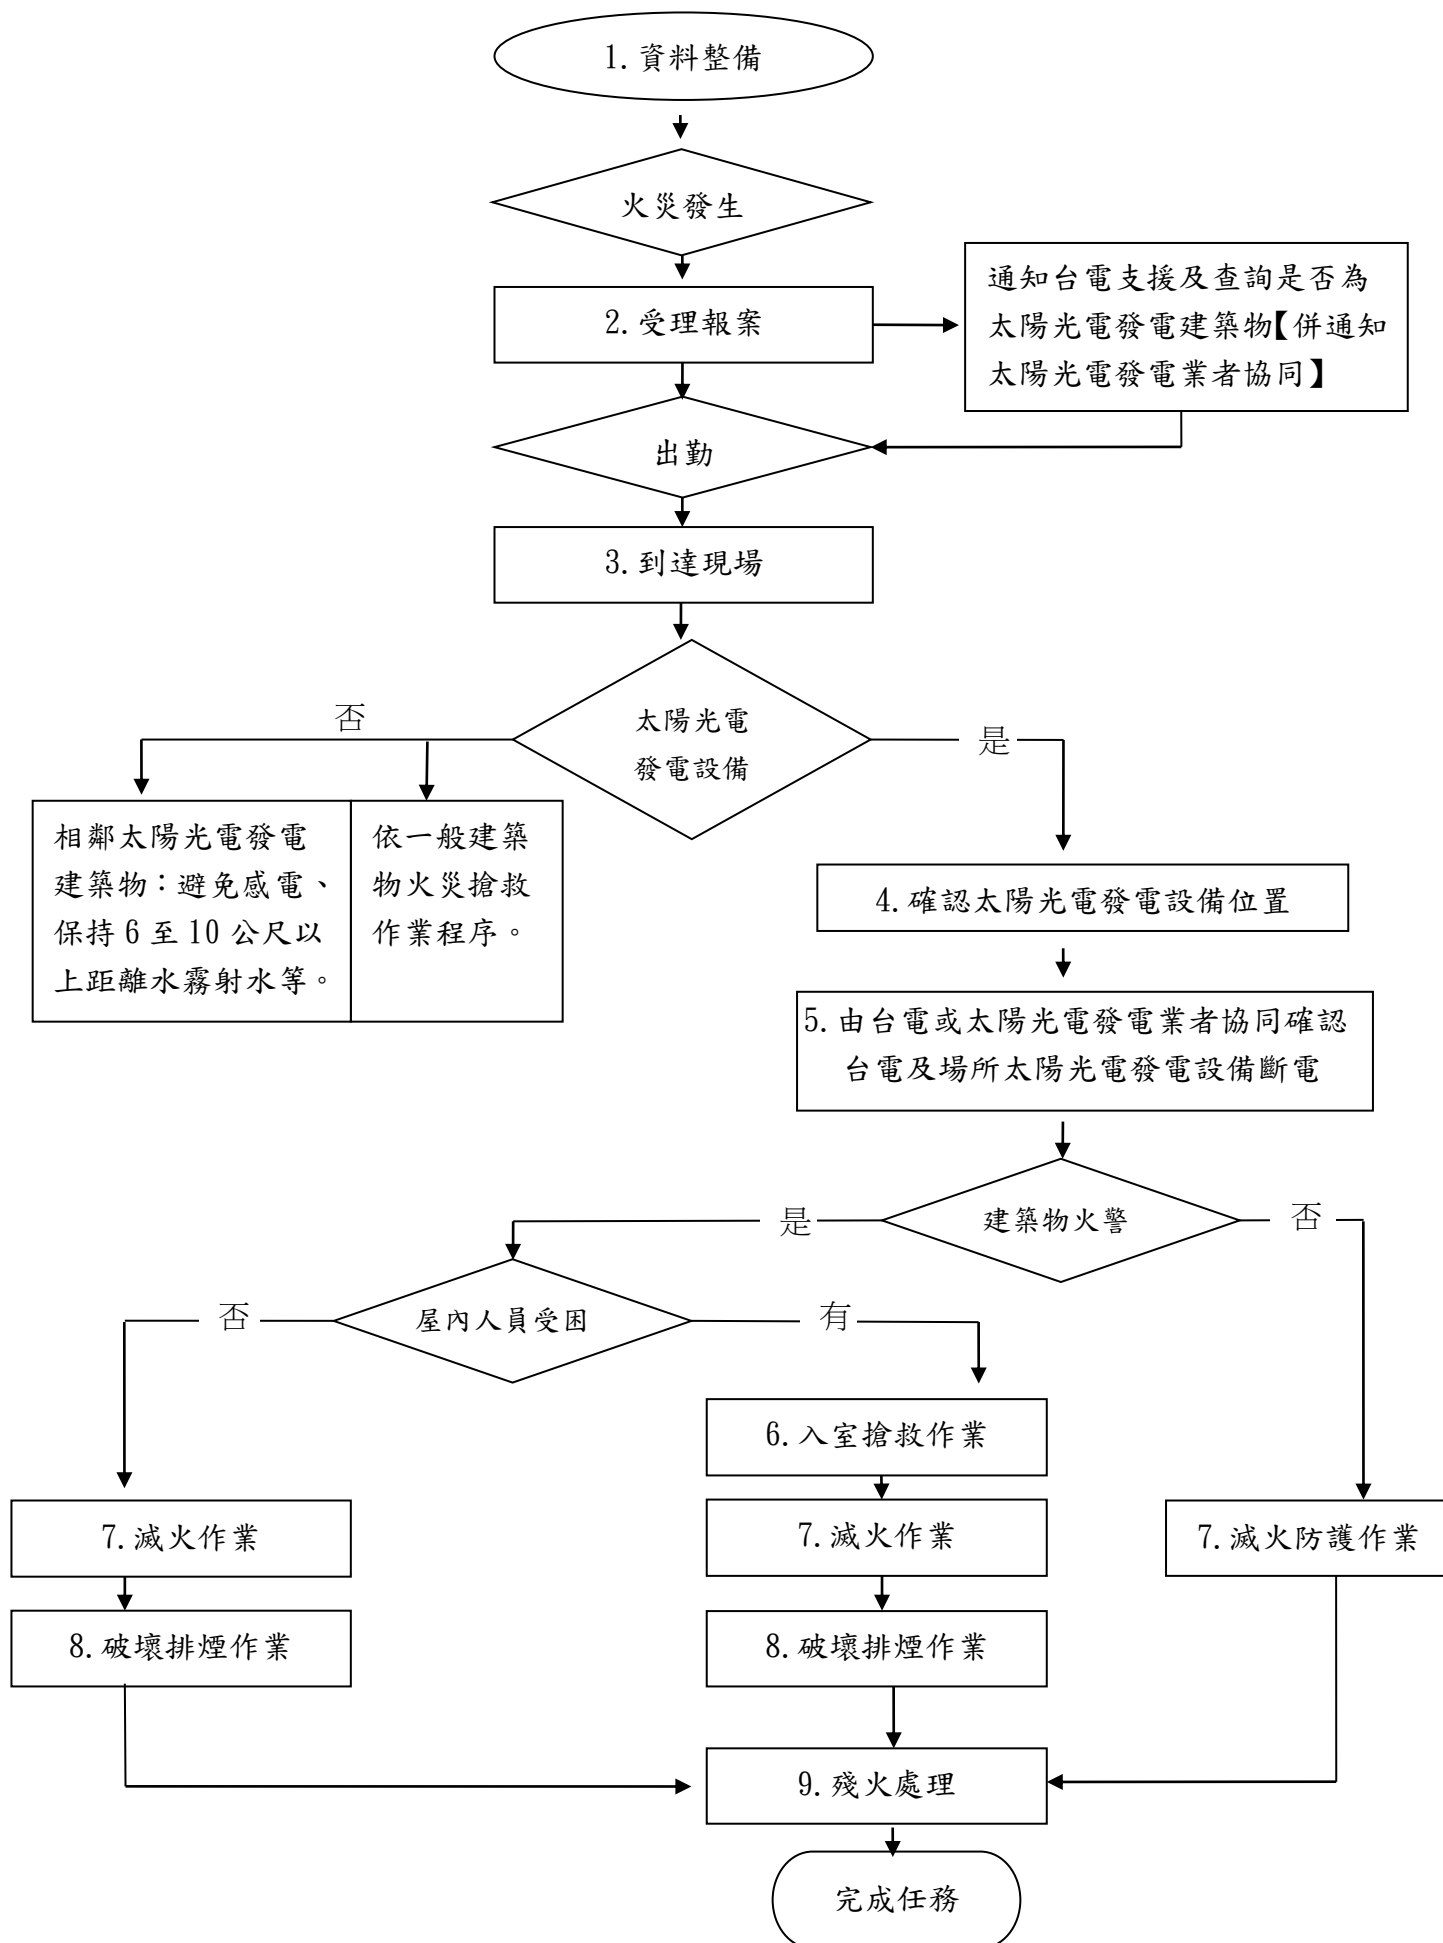 1.資料整備
火災發生
2.受理報案
通知台電支援及查詢是否為
太陽光電發電建築物【併通知
太陽光電發電業者協同】
出勤
3.到達現場
太陽光電
發電設備
否
是
相鄰太陽光電發電
建築物：避免感電、
保持 6 至 10 公尺以
上距離水霧射水等。
依一般建築
物火災搶救
作業程序。
4.確認太陽光電發電設備位置
5.由台電或太陽光電發電業者協同確認
台電及場所太陽光電發電設備斷電
建築物火警
是
否
屋內人員受困
否
有
6.入室搶救作業
7.滅火作業
7.滅火作業
7.滅火防護作業
8.破壞排煙作業
8.破壞排煙作業
9.殘火處理
完成任務